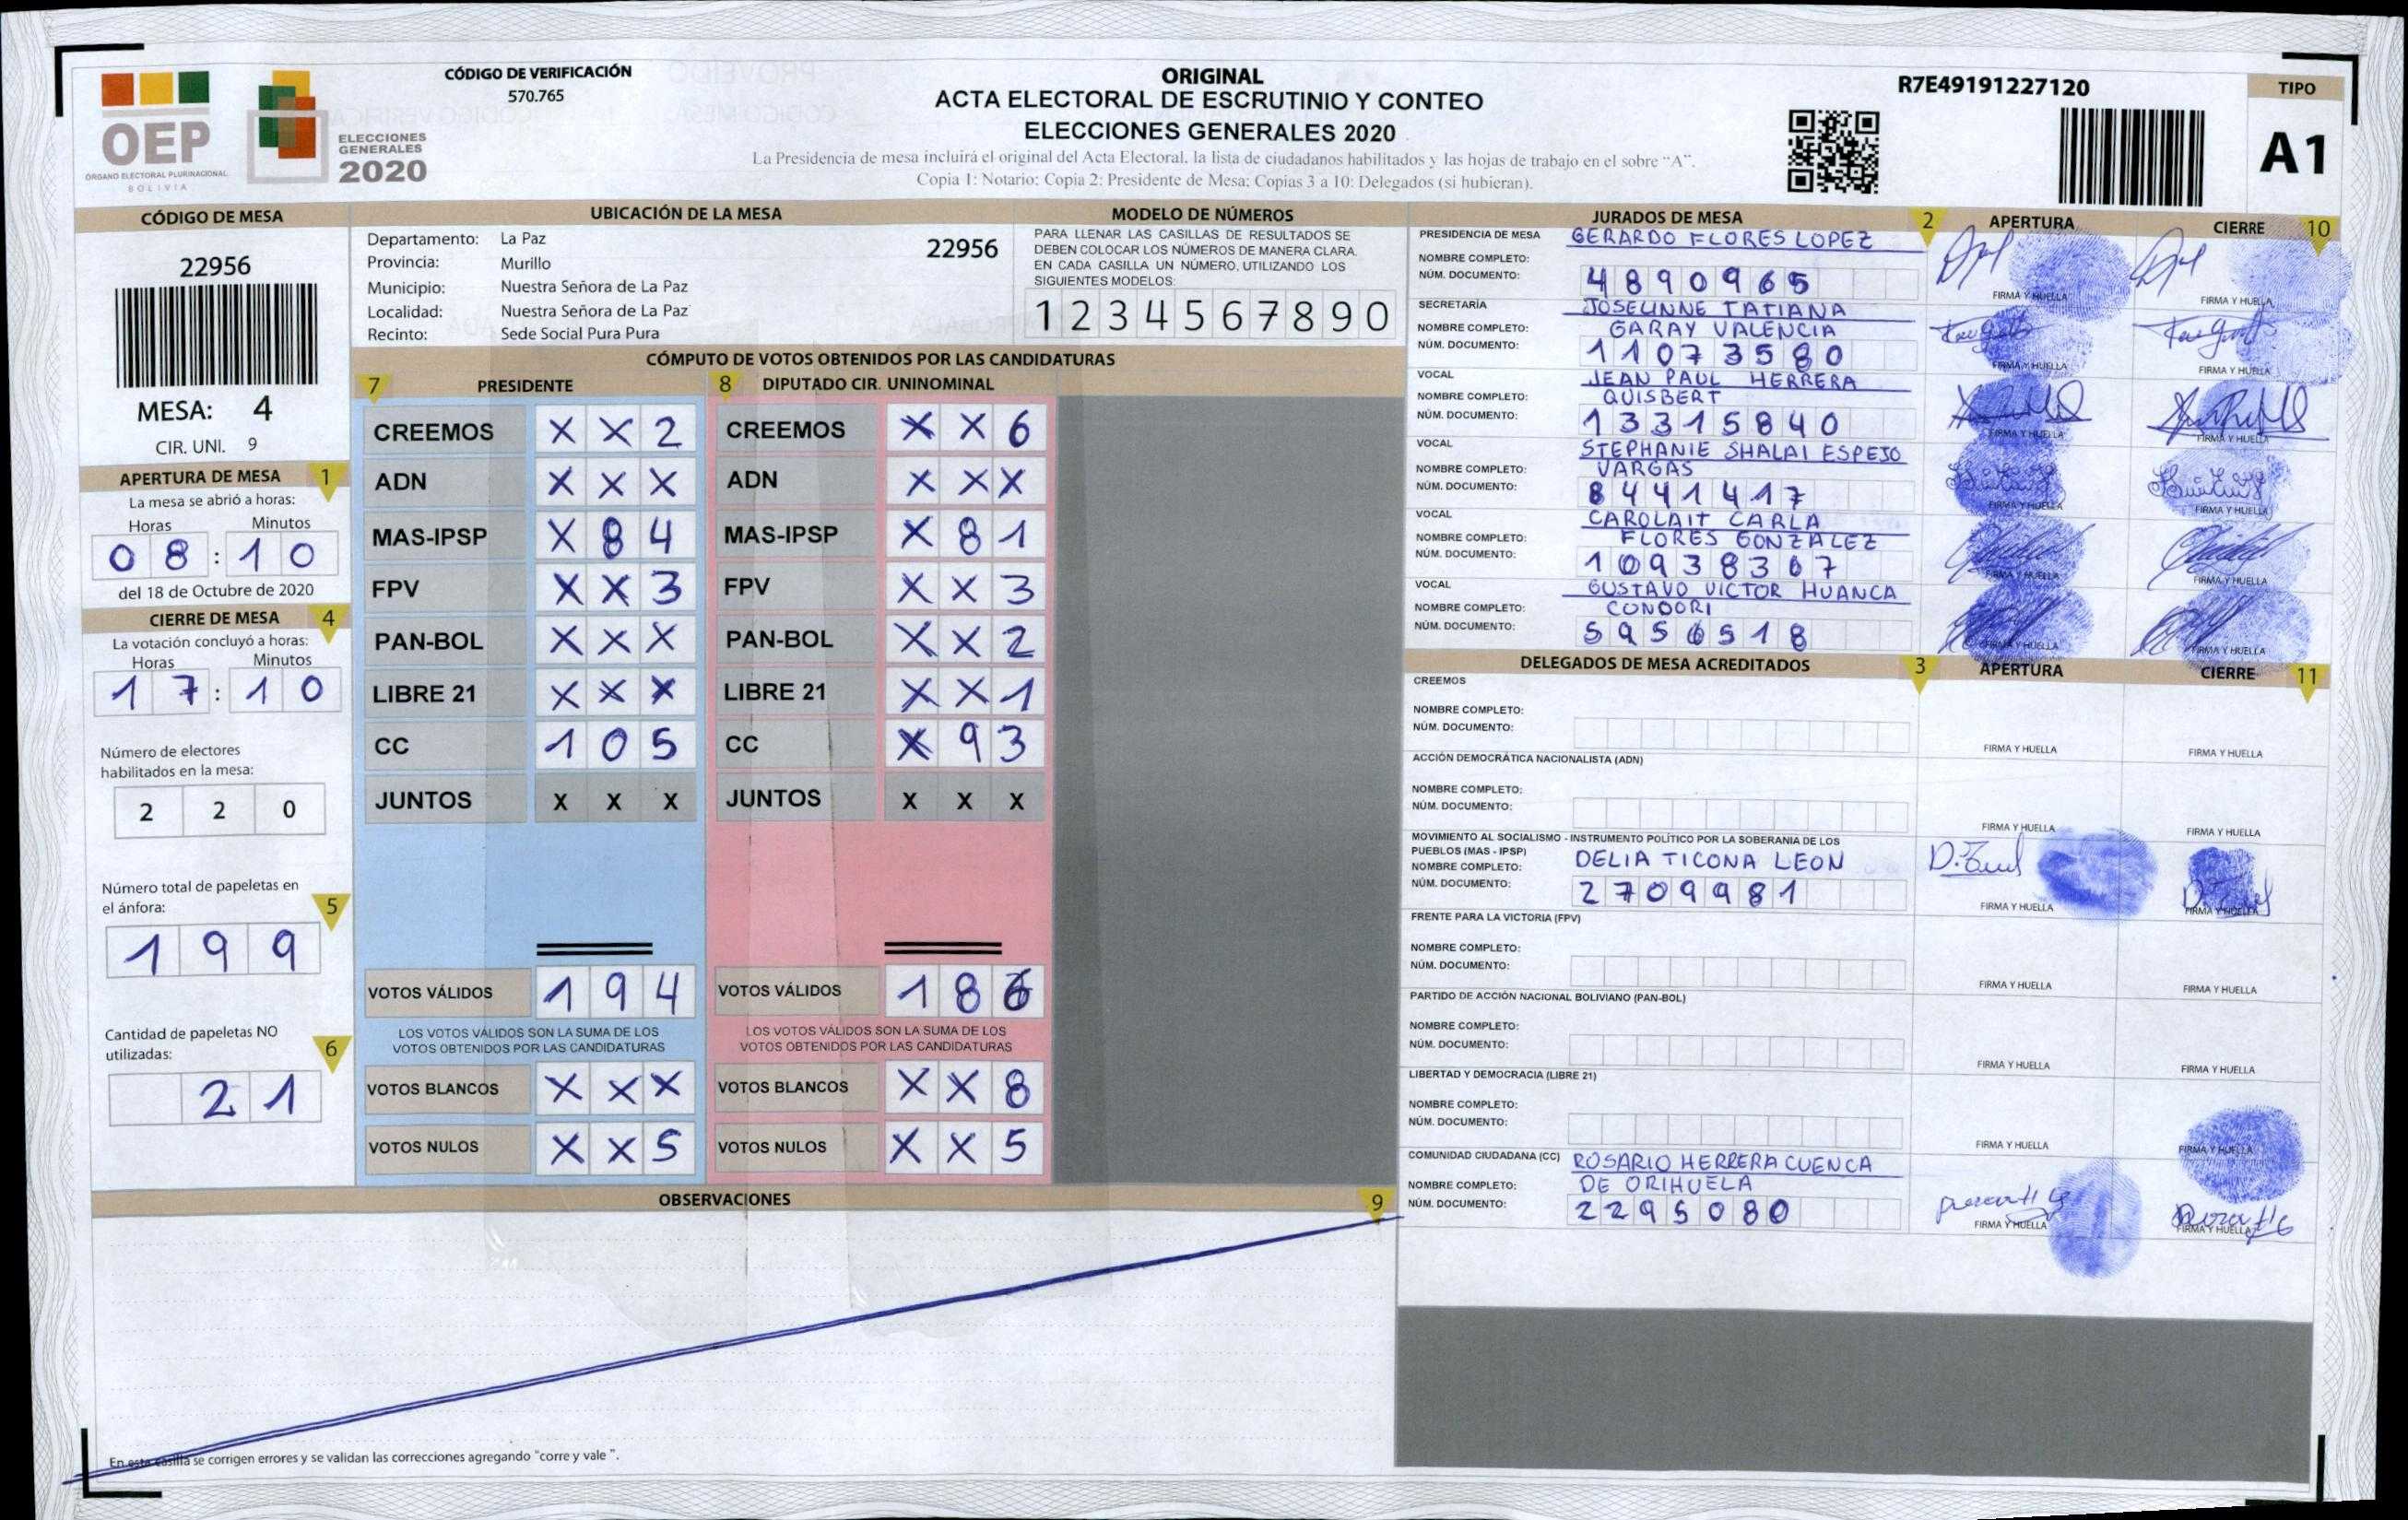 OEP
ÓRGANO ELECTORAL PLURINACIONAL
BOLIVIA
ELECCIONES
GENERALES
2020
CÓDIGO DE VERIFICACIÓN
570.765
ORIGINAL
ACTA ELECTORAL DE ESCRUTINIO Y CONTEO
ELECCIONES GENERALES 2020
La Presidencia de mesa incluirá el original del Acta Electoral, la lista de ciudadanos habilitados y las hojas de trabajo en el sobre "A".
Copia 1: Notario; Copia 2: Presidente de Mesa; Copias 3 a 10: Delegados (si hubieran).
R7E49191227120
TIPO
A1
CÓDIGO DE MESA
22956
MESA: 4
CIR. UNI. 9
APERTURA DE MESA 1
La mesa se abrió a horas:
Horas Minutos
08:10
del 18 de Octubre de 2020
CIERRE DE MESA 4
La votación concluyó a horas:
Horas Minutos
17:10
Número de electores
habilitados en la mesa:
2 2 0
Número total de papeletas en
el ánfora: 5
1 9 9
Cantidad de papeletas NO
utilizadas: 6
2 1
UBICACIÓN DE LA MESA
Departamento: La Paz 22956
Provincia: Murillo
Municipio: Nuestra Señora de La Paz
Localidad: Nuestra Señora de La Paz
Recinto: Sede Social Pura Pura
MODELO DE NÚMEROS
PARA LLENAR LAS CASILLAS DE RESULTADOS SE
DEBEN COLOCAR LOS NÚMEROS DE MANERA CLARA.
EN CADA CASILLA UN NÚMERO, UTILIZANDO LOS
SIGUIENTES MODELOS:
1 2 3 4 5 6 7 8 9 0
CÓMPUTO DE VOTOS OBTENIDOS POR LAS CANDIDATURAS
7 PRESIDENTE 8 DIPUTADO CIR. UNINOMINAL
CREEMOS X X 2 CREEMOS X X 6
ADN X X X ADN X X X
MAS-IPSP X 8 4 MAS-IPSP X 8 1
FPV X X 3 FPV X X 3
PAN-BOL X X X PAN-BOL X X 2
LIBRE 21 X X X LIBRE 21 X X 1
CC 1 0 5 CC X 9 3
JUNTOS X X X JUNTOS X X X
VOTOS VÁLIDOS 1 9 4 VOTOS VÁLIDOS 1 8 6
LOS VOTOS VÁLIDOS SON LA SUMA DE LOS LOS VOTOS VÁLIDOS SON LA SUMA DE LOS
VOTOS OBTENIDOS POR LAS CANDIDATURAS VOTOS OBTENIDOS POR LAS CANDIDATURAS
VOTOS BLANCOS X X X VOTOS BLANCOS X X 8
VOTOS NULOS X X 5 VOTOS NULOS X X 5
OBSERVACIONES 9
En esta casilla se corrigen errores y se validan las correcciones agregando "corre y vale ".
JURADOS DE MESA 2 APERTURA CIERRE 10
PRESIDENCIA DE MESA GERARDO FLORES LOPEZ
NOMBRE COMPLETO:
NÚM. DOCUMENTO: 4890965
FIRMA Y HUELLA FIRMA Y HUELLA
SECRETARÍA JOSELINNE TATIANA
NOMBRE COMPLETO: GARAY VALENCIA
NÚM. DOCUMENTO: 11073580
FIRMA Y HUELLA FIRMA Y HUELLA
VOCAL JEAN PAUL HERRERA
NOMBRE COMPLETO: QUISBERT
NÚM. DOCUMENTO: 13315840
FIRMA Y HUELLA FIRMA Y HUELLA
VOCAL STEPHANIE SHALAI ESPEJO
NOMBRE COMPLETO: VARGAS
NÚM. DOCUMENTO: 8441417
FIRMA Y HUELLA FIRMA Y HUELLA
VOCAL CAROLAIT CARLA
NOMBRE COMPLETO: FLORES GONZALEZ
NÚM. DOCUMENTO: 10938367
FIRMA Y HUELLA FIRMA Y HUELLA
VOCAL GUSTAVO VICTOR HUANCA
NOMBRE COMPLETO: CONDORI
NÚM. DOCUMENTO: 5956518
FIRMA Y HUELLA FIRMA Y HUELLA
DELEGADOS DE MESA ACREDITADOS 3 APERTURA CIERRE 11
CREEMOS
NOMBRE COMPLETO:
NÚM. DOCUMENTO:
FIRMA Y HUELLA FIRMA Y HUELLA
ACCIÓN DEMOCRÁTICA NACIONALISTA (ADN)
NOMBRE COMPLETO:
NÚM. DOCUMENTO:
FIRMA Y HUELLA FIRMA Y HUELLA
MOVIMIENTO AL SOCIALISMO - INSTRUMENTO POLÍTICO POR LA SOBERANIA DE LOS
PUEBLOS (MAS - IPSP)
NOMBRE COMPLETO: DELIA TICONA LEON
NÚM. DOCUMENTO: 2709981
FIRMA Y HUELLA FIRMA Y HUELLA
FRENTE PARA LA VICTORIA (FPV)
NOMBRE COMPLETO:
NÚM. DOCUMENTO:
FIRMA Y HUELLA FIRMA Y HUELLA
PARTIDO DE ACCIÓN NACIONAL BOLIVIANO (PAN-BOL)
NOMBRE COMPLETO:
NÚM. DOCUMENTO:
FIRMA Y HUELLA FIRMA Y HUELLA
LIBERTAD Y DEMOCRACIA (LIBRE 21)
NOMBRE COMPLETO:
NÚM. DOCUMENTO:
FIRMA Y HUELLA FIRMA Y HUELLA
COMUNIDAD CIUDADANA (CC) ROSARIO HERRERA CUENCA
NOMBRE COMPLETO: DE ORIHUELA
NÚM. DOCUMENTO: 2295080
FIRMA Y HUELLA FIRMA Y HUELLA